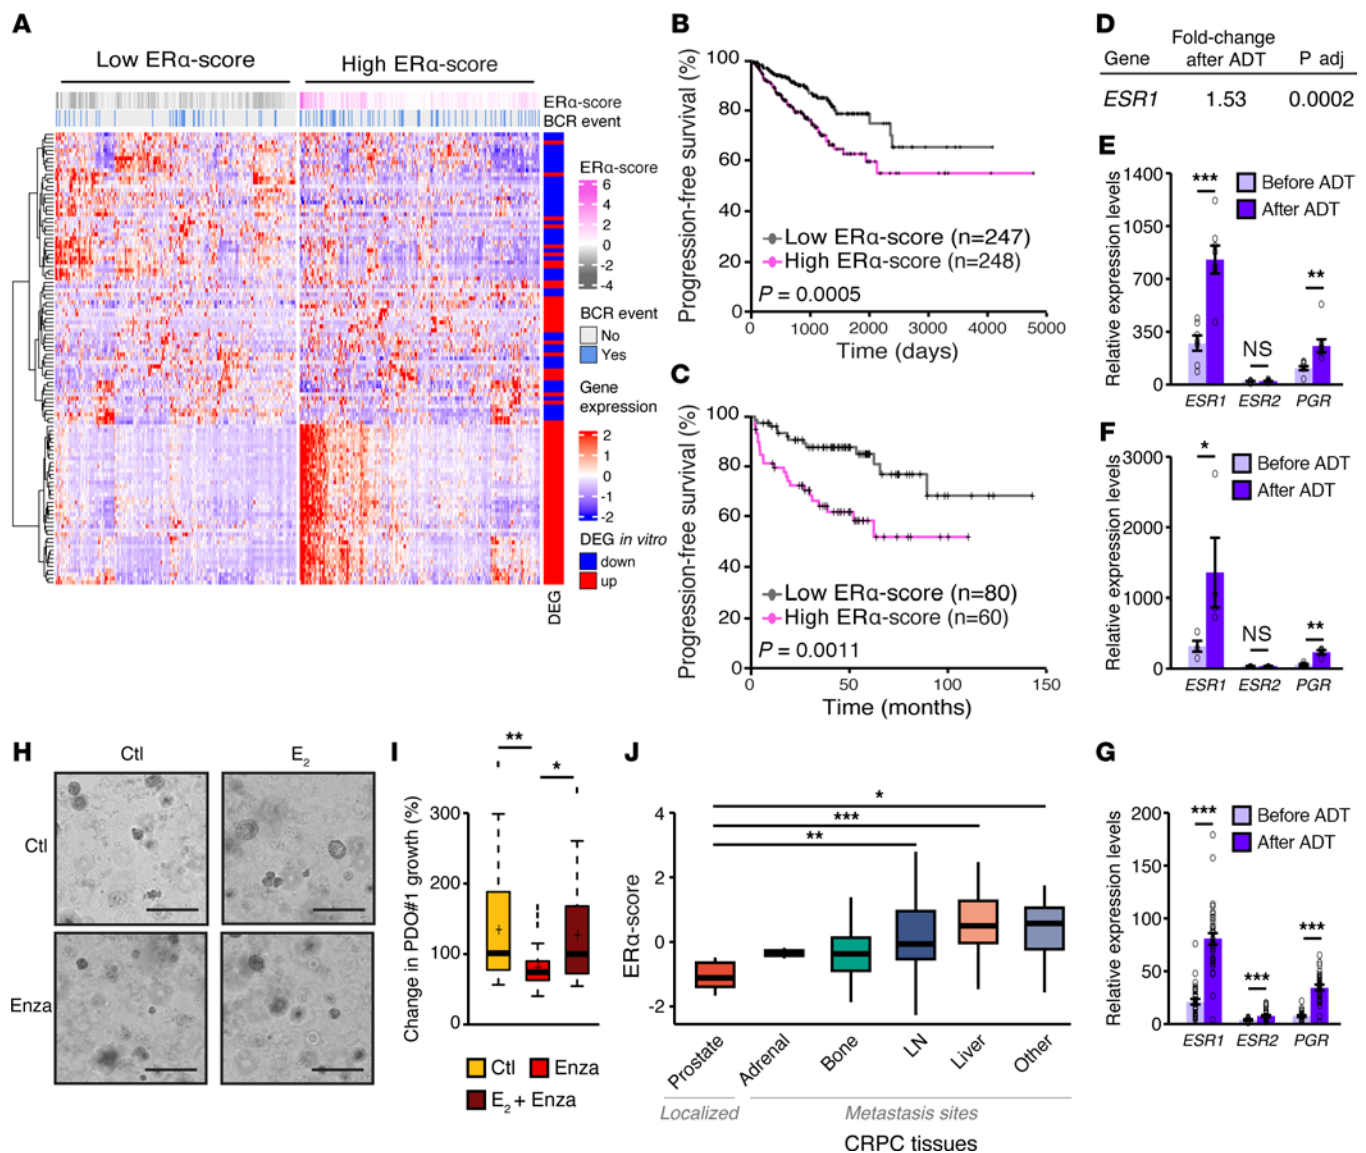 A
Low ERα-score
High ERα-score
ERα-score
BCR event
ERα-score
6
4
2
0
-2
-4
BCR event
No
Yes
Gene
expression
2
1
0
-1
-2
DEG in vitro
down
up
DEG
B
Progression-free survival (%)
100
80
60
40
20
0
Low ERα-score (n=247)
High ERα-score (n=248)
P = 0.0005
0
1000
2000
3000
4000
5000
Time (days)
C
Progression-free survival (%)
100
80
60
40
20
0
Low ERα-score (n=80)
High ERα-score (n=60)
P = 0.0011
0
50
100
150
Time (months)
D
Gene
Fold-change
after ADT
P adj
ESR1
1.53
0.0002
E
Relative expression levels
1400
700
350
0
***
NS
**
Before ADT
After ADT
ESR1
ESR2
PGR
F
Relative expression levels
3000
2000
1000
0
*
NS
**
Before ADT
After ADT
ESR1
ESR2
PGR
H
Ctl
E2
Ctl
Enza
I
Change in PDO#1 growth (%)
300
200
100
0
**
*
Ctl
Enza
E2 + Enza
J
ERα-score
4
2
0
-2
*
***
**
Prostate
Adrenal
Bone
LN
Liver
Other
Localized
Metastasis sites
CRPC tissues
G
Relative expression levels
200
150
100
50
0
***
***
***
Before ADT
After ADT
ESR1
ESR2
PGR